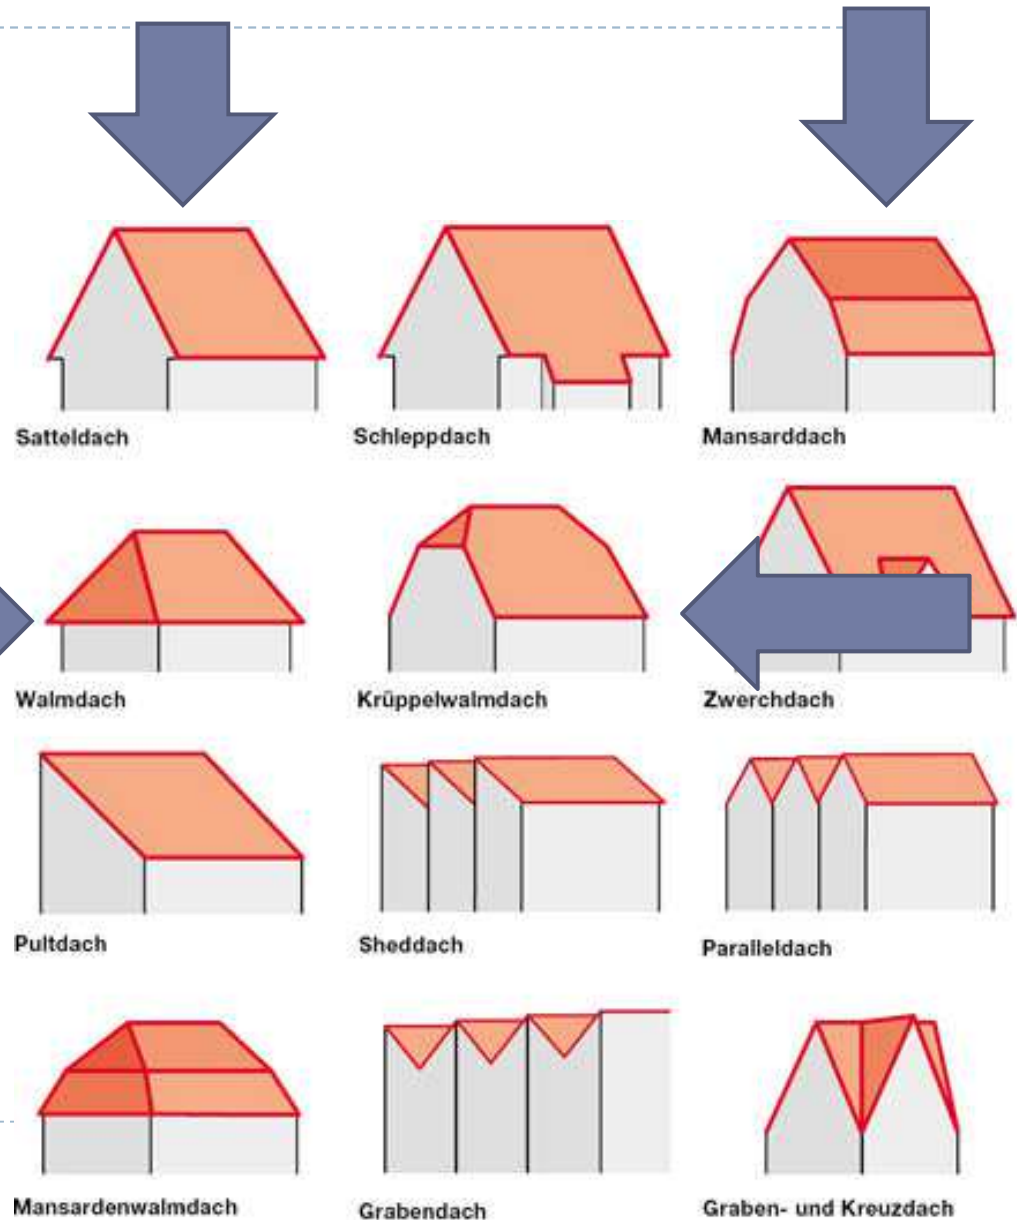 Satteldach
Schleppdach
Mansarddach
Walmdach
Krüppelwalmdach
Zwerchdach
Pultdach
Sheddach
Paralleldach
Mansardenwalmdach
Grabendach
Graben- und Kreuzdach